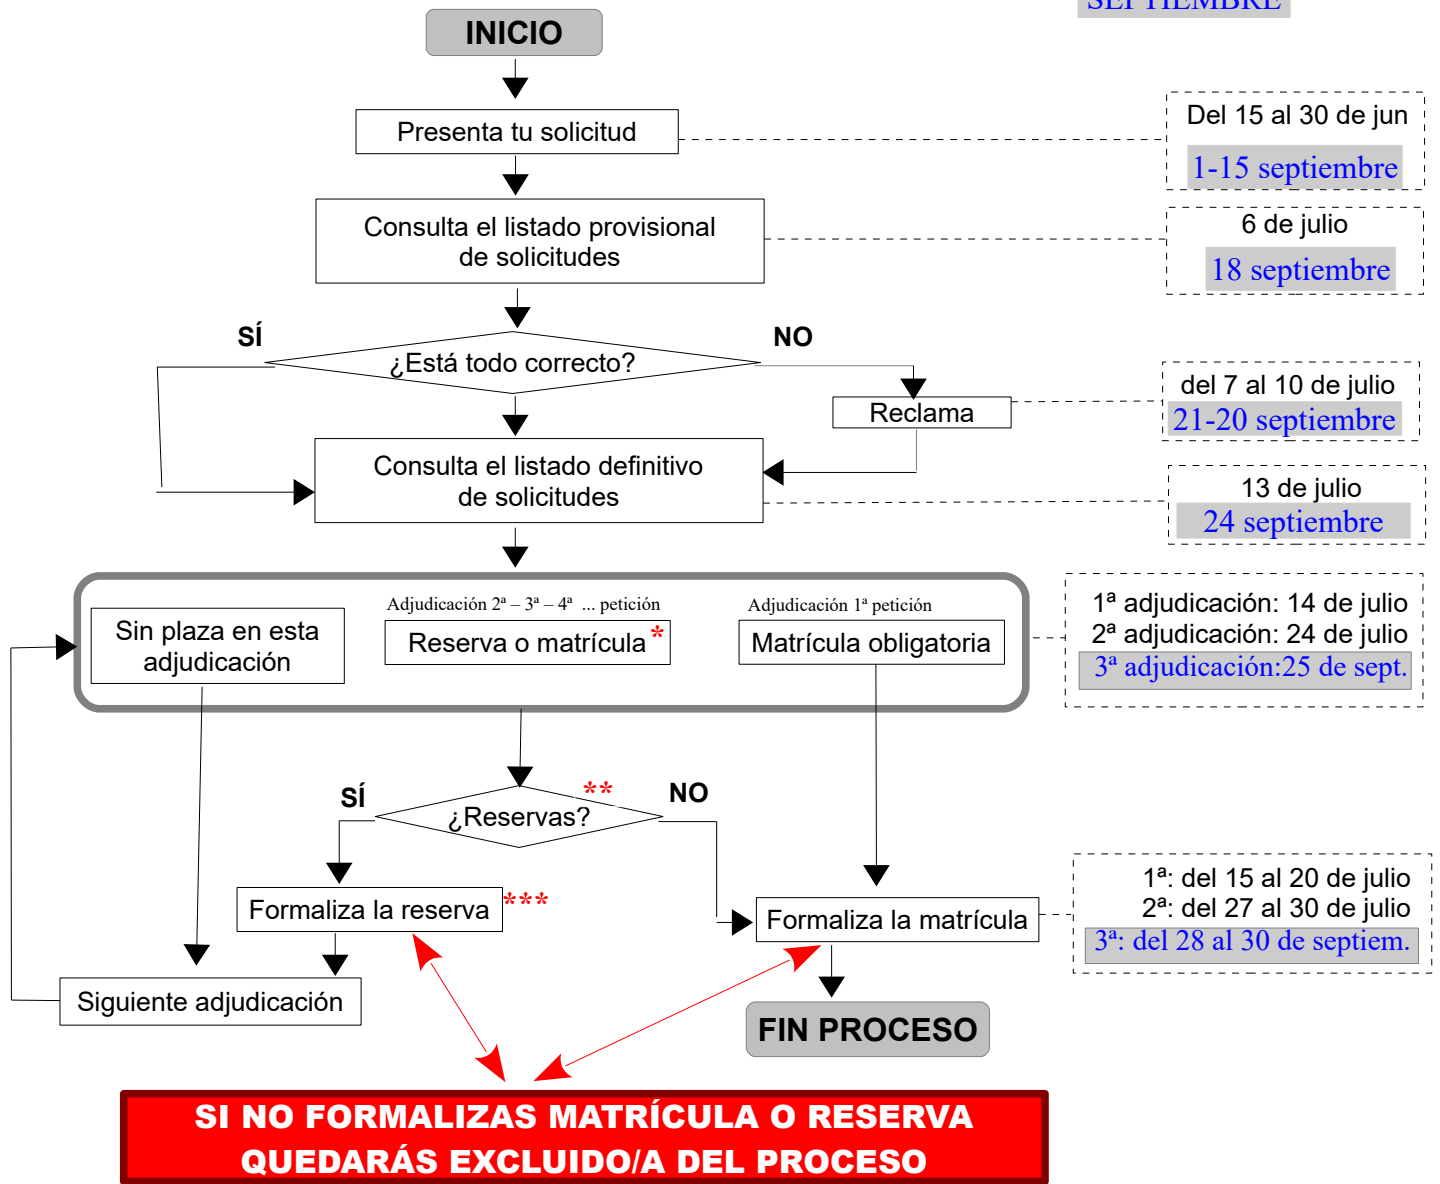 SEPTIEMBRE
INICIO
Presenta tu solicitud
Del 15 al 30 de jun
1-15 septiembre
Consulta el listado provisional
de solicitudes
6 de julio
18 septiembre
SÍ
NO
¿Está todo correcto?
Reclama
del 7 al 10 de julio
21-20 septiembre
Consulta el listado definitivo
de solicitudes
13 de julio
24 septiembre
Sin plaza en esta
adjudicación
Adjudicación 2ª – 3ª – 4ª ... petición
Reserva o matrícula *
Adjudicación 1ª petición
Matrícula obligatoria
1ª adjudicación: 14 de julio
2ª adjudicación: 24 de julio
3ª adjudicación:25 de sept.
SÍ
**
NO
¿Reservas?
Formaliza la reserva ***
Formaliza la matrícula
1ª: del 15 al 20 de julio
2ª: del 27 al 30 de julio
3ª: del 28 al 30 de septiem.
Siguiente adjudicación
FIN PROCESO
SI NO FORMALIZAS MATRÍCULA O RESERVA
QUEDARÁS EXCLUIDO/A DEL PROCESO